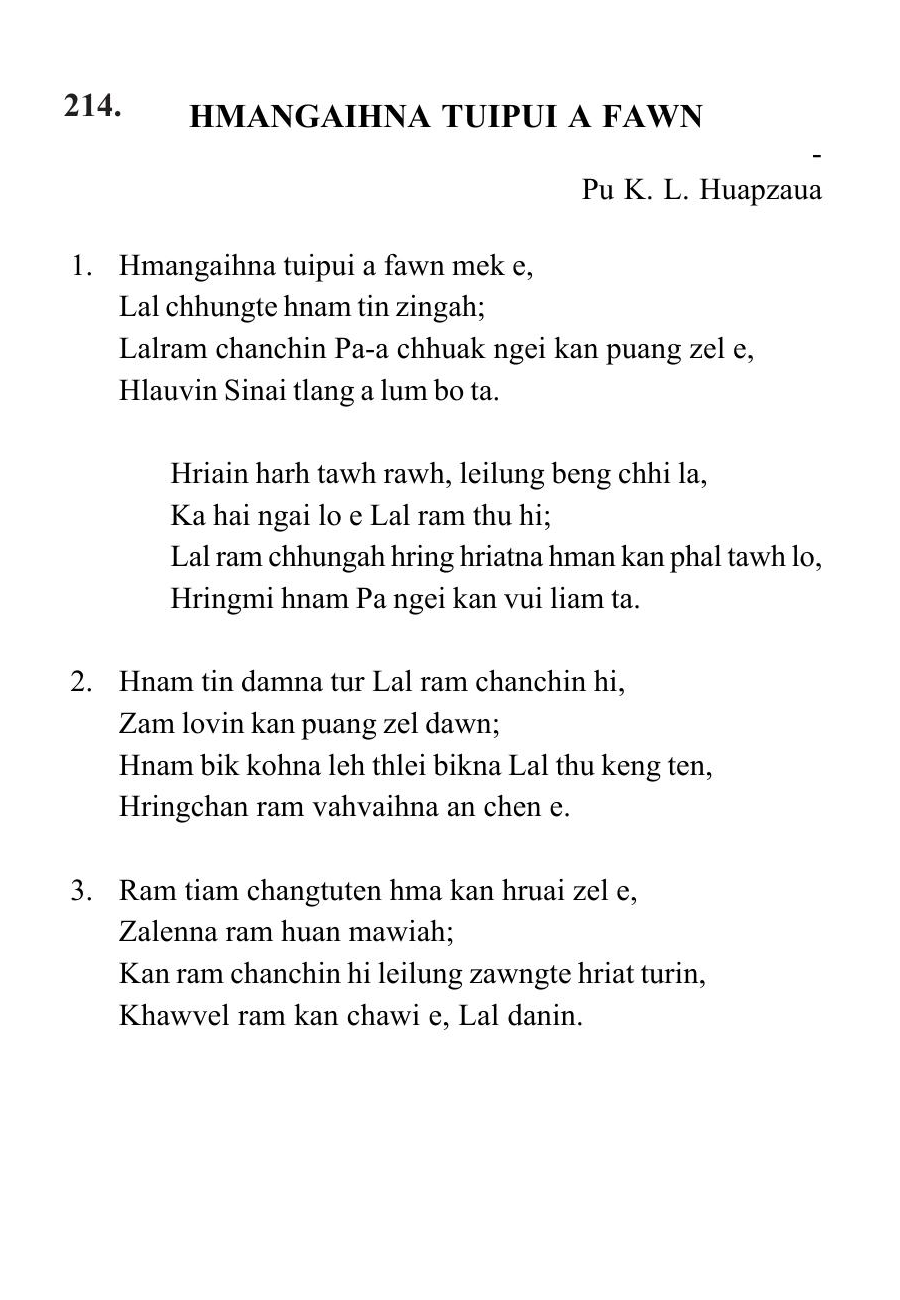 214.
HMANGAIHNA TUIPUI A FAWN
-
Pu K. L. Huapzaua
1. Hmangaihna tuipui a fawn mek e,
Lal chhungte hnam tin zingah;
Lalram chanchin Pa-a chhuak ngei kan puang zel e,
Hlauvin Sinai tlang a lum bo ta.
Hriain harh tawh rawh, leilung beng chhi la,
Ka hai ngai lo e Lal ram thu hi;
Lal ram chhungah hring hriatna hman kan phal tawh lo,
Hringmi hnam Pa ngei kan vui liam ta.
2. Hnam tin damna tur Lal ram chanchin hi,
Zam lovin kan puang zel dawn;
Hnam bik kohna leh thlei bikna Lal thu keng ten,
Hringchan ram vahvaihna an chen e.
3. Ram tiam changtuten hma kan hruai zel e,
Zalenna ram huan mawiah;
Kan ram chanchin hi leilung zawngte hriat turin,
Khawvel ram kan chawi e, Lal danin.